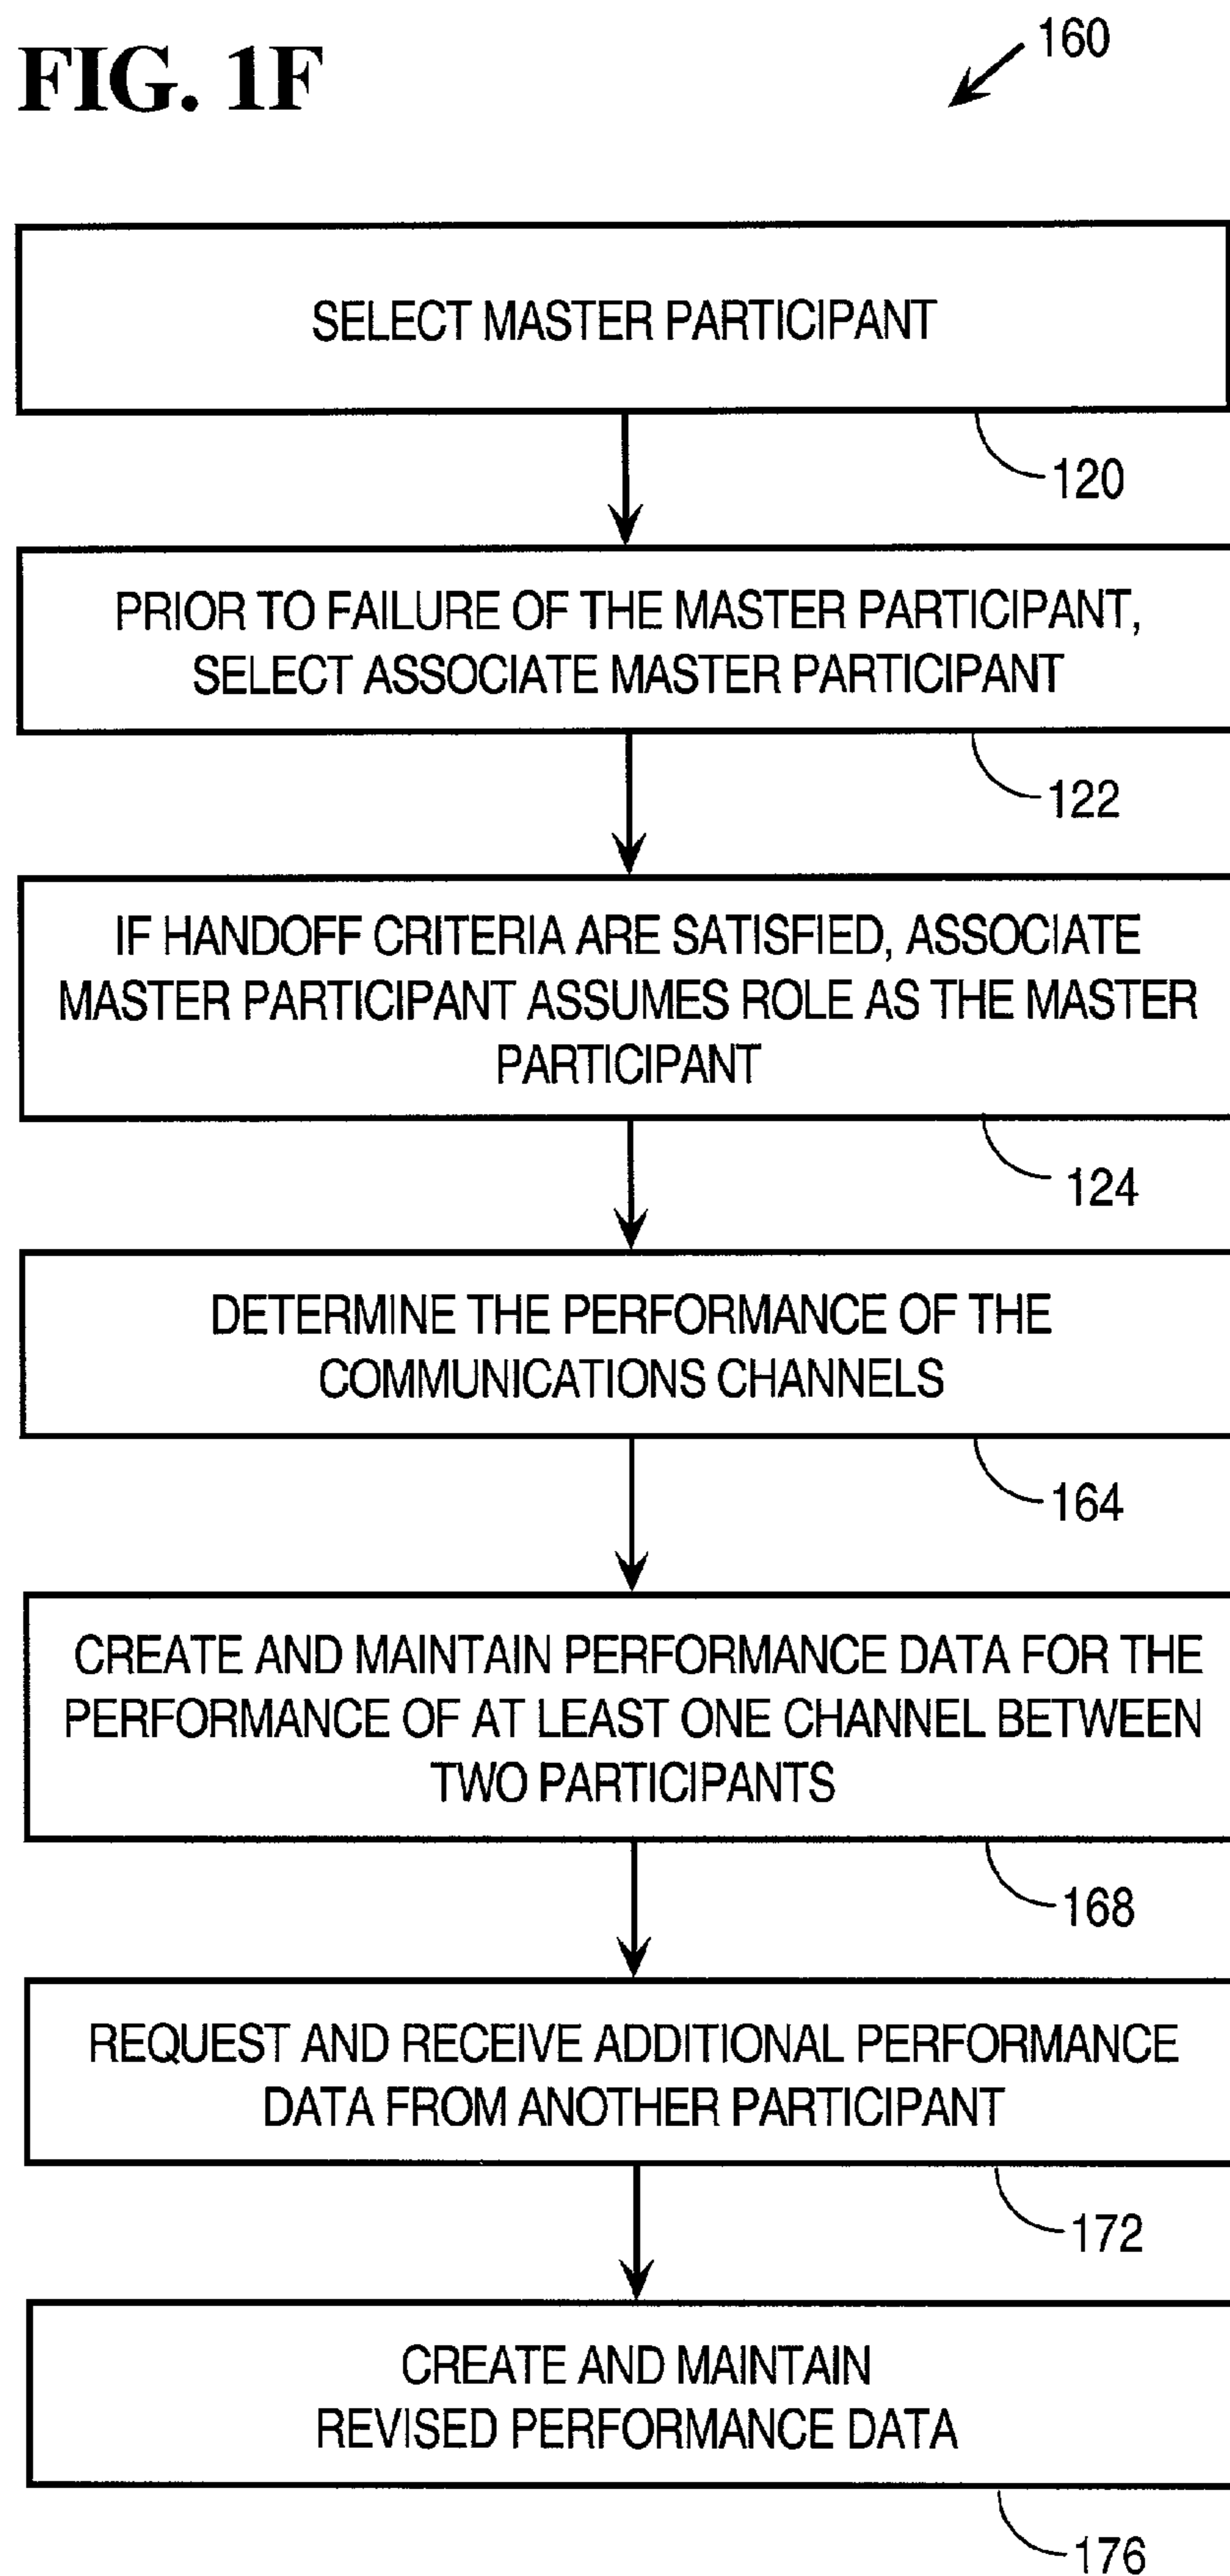 FIG. 1F
160
SELECT MASTER PARTICIPANT
120
PRIOR TO FAILURE OF THE MASTER PARTICIPANT,
SELECT ASSOCIATE MASTER PARTICIPANT
122
IF HANDOFF CRITERIA ARE SATISFIED, ASSOCIATE
MASTER PARTICIPANT ASSUMES ROLE AS THE MASTER
PARTICIPANT
124
DETERMINE THE PERFORMANCE OF THE
COMMUNICATIONS CHANNELS
164
CREATE AND MAINTAIN PERFORMANCE DATA FOR THE
PERFORMANCE OF AT LEAST ONE CHANNEL BETWEEN
TWO PARTICIPANTS
168
REQUEST AND RECEIVE ADDITIONAL PERFORMANCE
DATA FROM ANOTHER PARTICIPANT
172
CREATE AND MAINTAIN
REVISED PERFORMANCE DATA
176